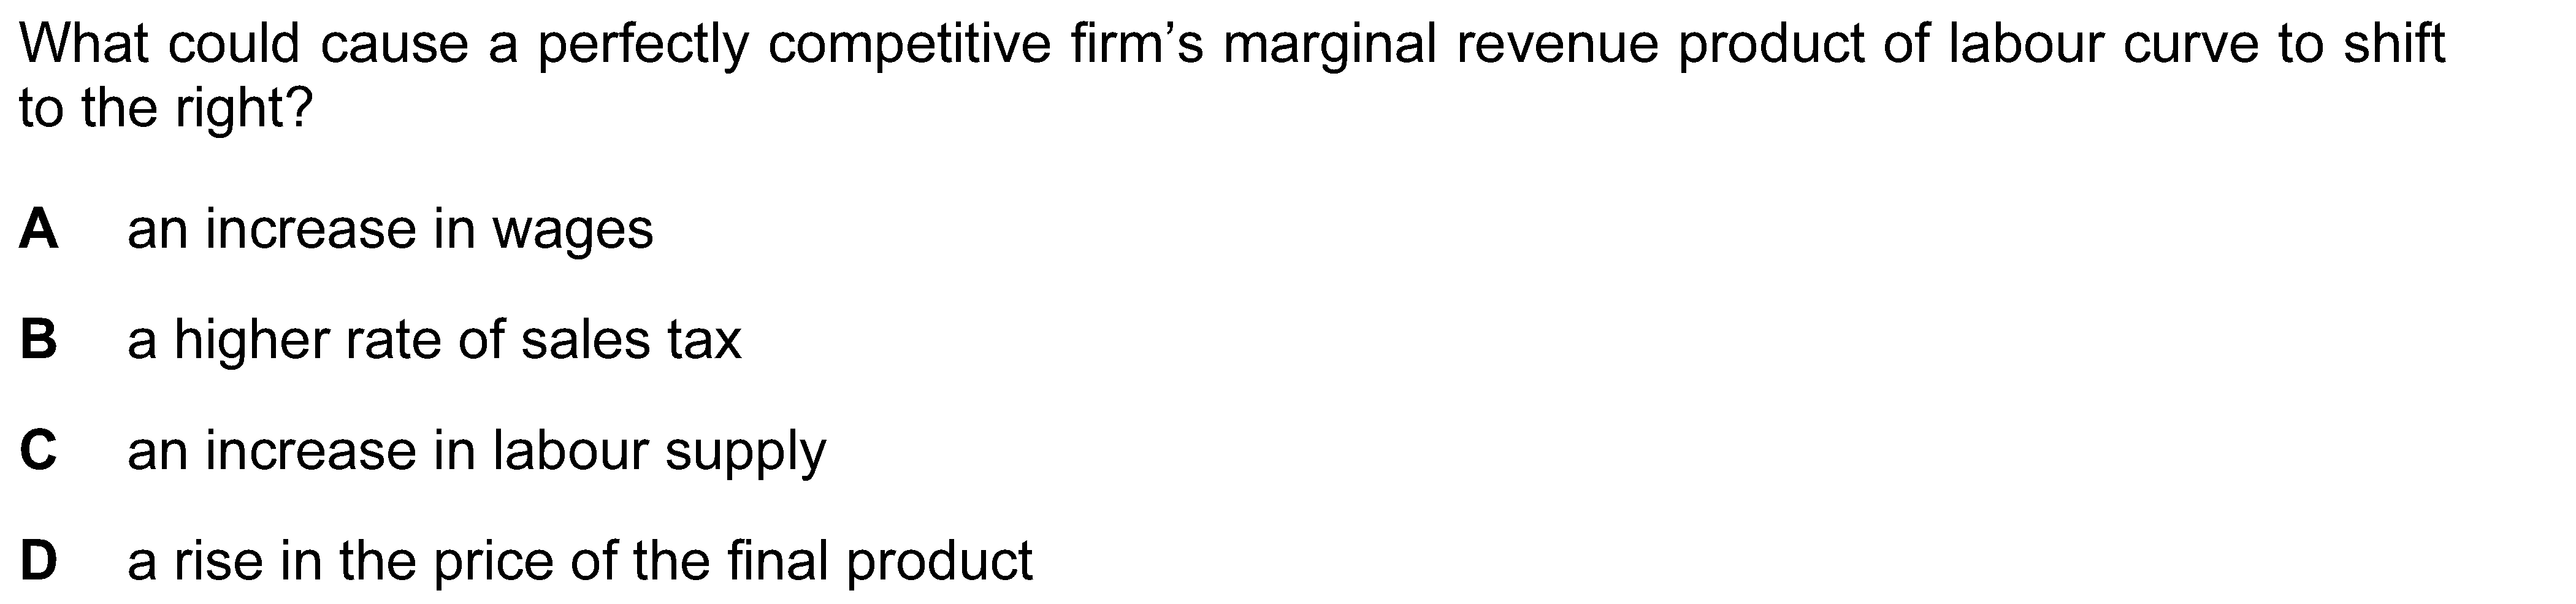 What could cause a perfectly competitive firm’s marginal revenue product of labour curve to shift
to the right?
A an increase in wages
B a higher rate of sales tax
C an increase in labour supply
D a rise in the price of the final product